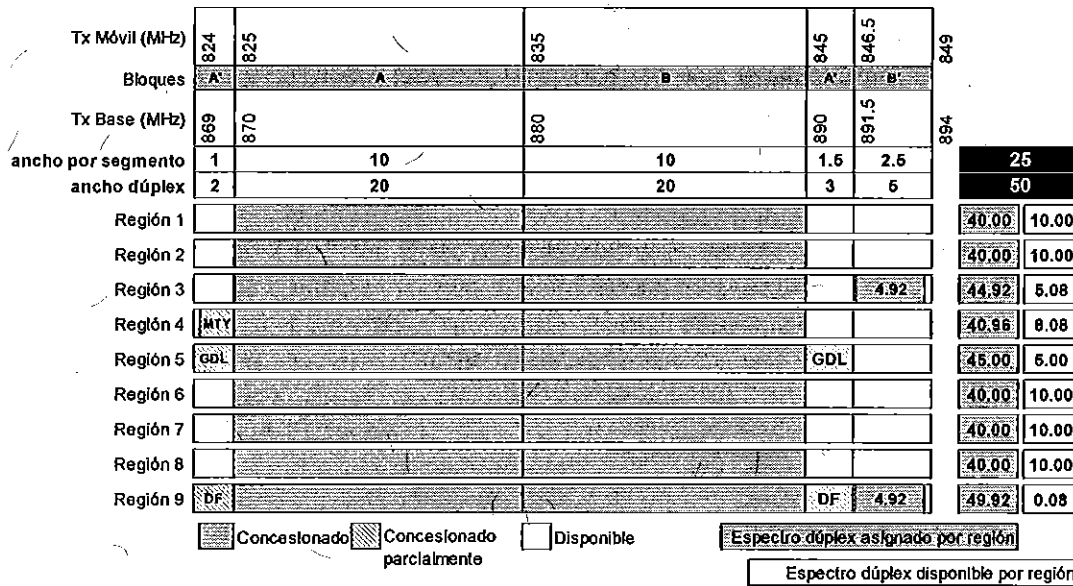 Tx Móvil (MHz) 824 825 835 845 846.5 849
Bloques A' A B A' B'
Tx Base (MHz) 869 870 880 890 891.5 894
ancho por segmento 1 10 10 1.5 2.5 25
ancho dúplex 2 20 20 3 5 50
Región 1 40.00 10.00
Región 2 40.00 10.00
Región 3 4.92 44.92 5.08
Región 4 MTY 40.96 8.08
Región 5 GDL GDL 45.00 5.00
Región 6 40.00 10.00
Región 7 40.00 10.00
Región 8 40.00 10.00
Región 9 DF DF 4.92 49.92 0.08
Concesionado Concesionado parcialmente Disponible Espectro dúplex asignado por región
Espectro dúplex disponible por región